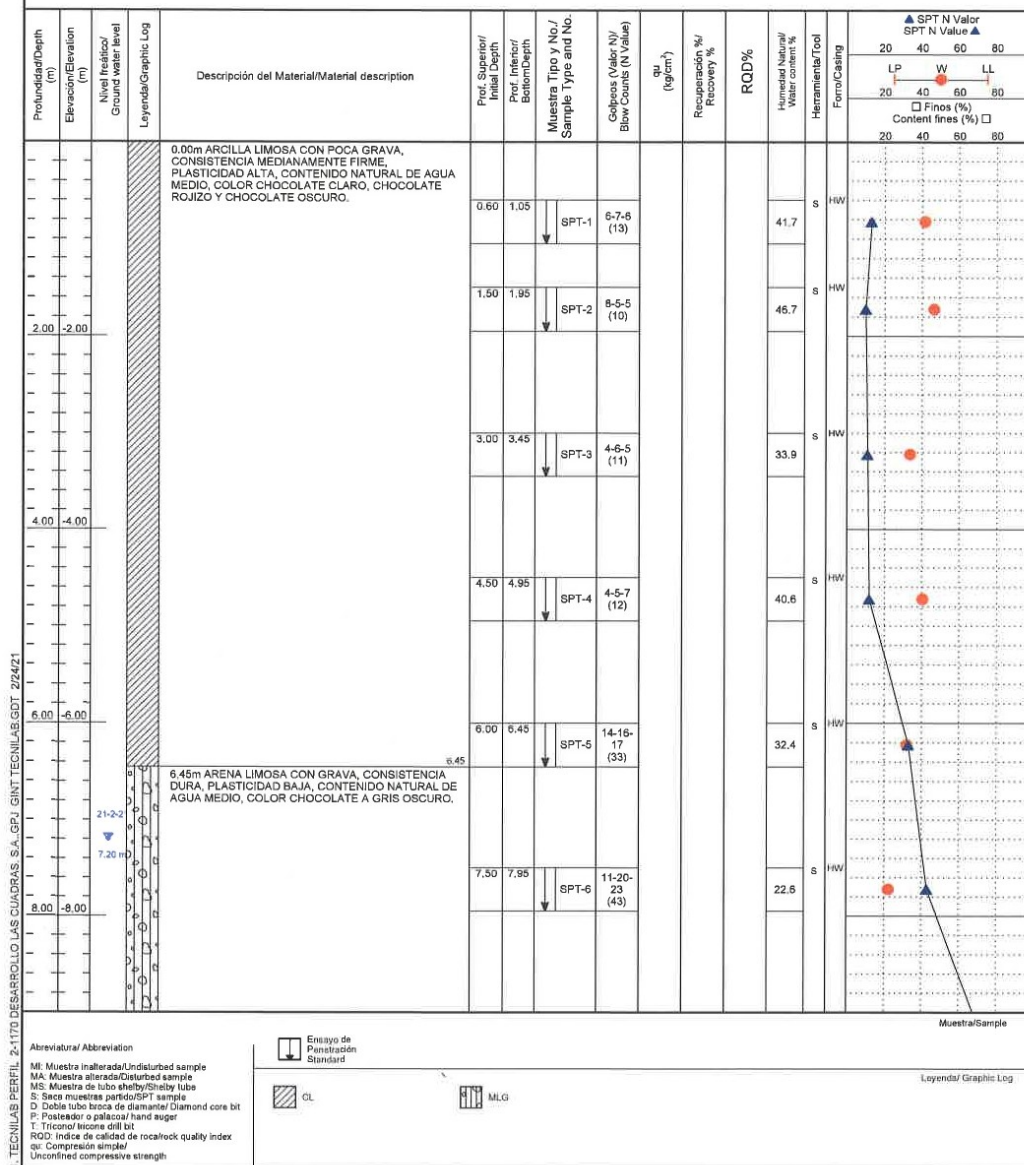 Profundidad/Depth
(m)
Elevación/Elevation
(m)
Nivel freático/
Ground water level
Leyenda/Graphic Log
Descripción del Material/Material description
Prof. Superior/
Initial Depth
Prof. Inferior/
BottomDepth
Muestra Tipo y No./
Sample Type and No.
Golpeos (Valor N)/
Blow Counts (N Value)
qu
(kg/cm²)
Recuperación %/
Recovery %
RQD%
Humedad Natural/
Water content %
Herramienta/Tool
Forro/Casing
▲ SPT N Valor
SPT N Value ▲
20 40 60 80
LP W LL
20 40 60 80
□ Finos (%)
Content fines (%) □
20 40 60 80
0.00m ARCILLA LIMOSA CON POCA GRAVA,
CONSISTENCIA MEDIANAMENTE FIRME,
PLASTICIDAD ALTA, CONTENIDO NATURAL DE AGUA
MEDIO, COLOR CHOCOLATE CLARO, CHOCOLATE
ROJIZO Y CHOCOLATE OSCURO.
0.60 1.05 SPT-1 6-7-6
(13) 41.7 S HW
1.50 1.95 SPT-2 8-5-5
(10) 46.7 S HW
2.00 -2.00
3.00 3.45 SPT-3 4-6-5
(11) 33.9 S HW
4.00 -4.00
4.50 4.95 SPT-4 4-5-7
(12) 40.6 S HW
6.00 -6.00
6.00 6.45 SPT-5 14-16-
17
(33) 32.4 S HW
6.45
6.45m ARENA LIMOSA CON GRAVA, CONSISTENCIA
DURA, PLASTICIDAD BAJA, CONTENIDO NATURAL DE
AGUA MEDIO, COLOR CHOCOLATE A GRIS OSCURO.
21-2-2
7.20 m
7.50 7.95 SPT-6 11-20-
23
(43) 22.6 S HW
8.00 -8.00
Muestra/Sample
Abreviatura/ Abbreviation
MI: Muestra inalterada/Undisturbed sample
MA: Muestra alterada/Disturbed sample
MS: Muestra de tubo shelby/Shelby tube
S: Saca muestras partido/SPT sample
D: Doble tubo broca de diamante/ Diamond core bit
P: Posteador o palacoa/ hand auger
T: Tricono/ tricone drill bit
RQD: Indice de calidad de roca/rock quality index
qu: Compresión simple/
Unconfined compressive strength
Ensayo de
Penetración
Standard
Leyenda/ Graphic Log
CL
MLG
. TECNILAB PERFIL 2-1170 DESARROLLO LAS CUADRAS, S.A..GPJ GINT TECNILAB.GDT 2/24/21